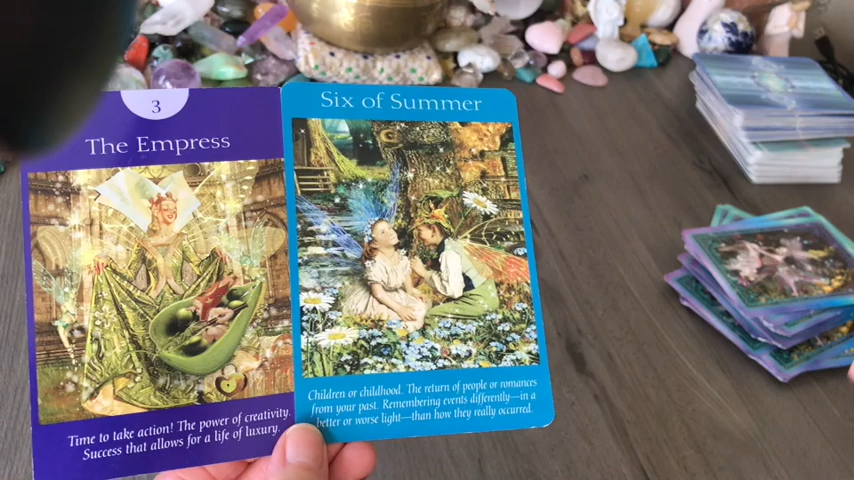 3
The Empress
Time to take action! The power of creativity.
Success that allows for a life of luxury.
Six of Summer
Children or childhood. The return of people or romances
from your past. Remembering events differently—in a
better or worse light—than how they really occurred.